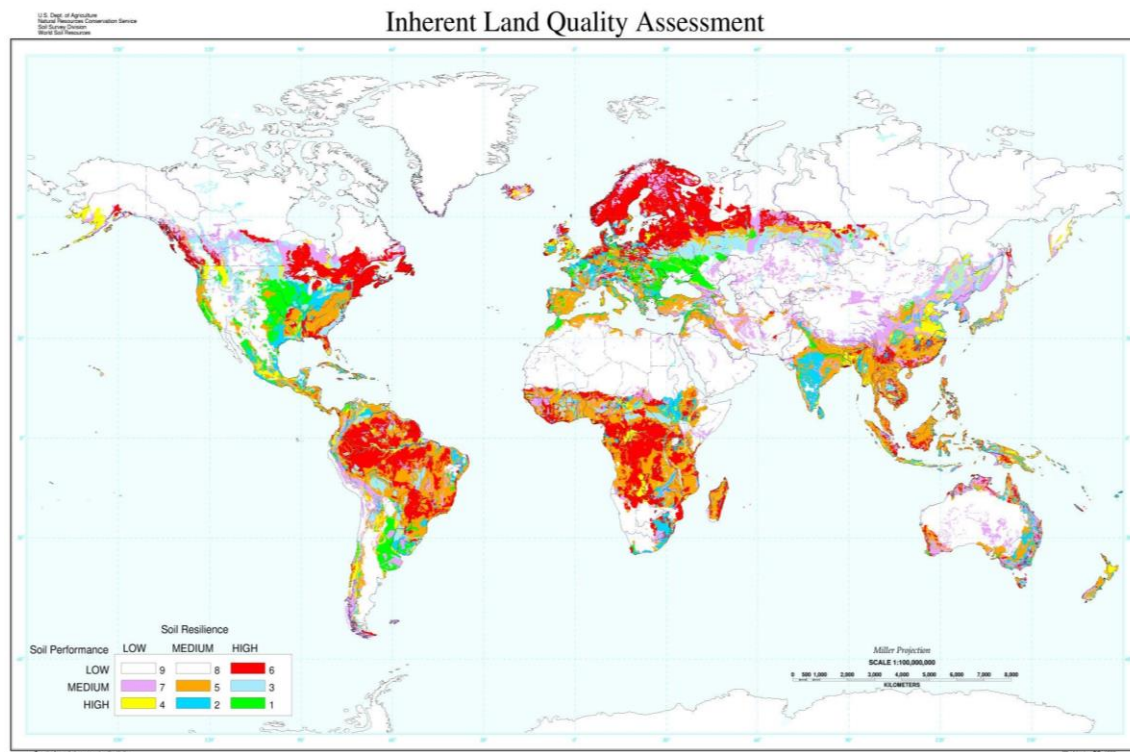 U.S. Dept. of Agriculture
Natural Resources Conservation Service
Soil Survey Division
World Soil Resources
Inherent Land Quality Assessment
Soil Resilience
Soil Performance LOW MEDIUM HIGH
LOW 9 8 6
MEDIUM 7 5 3
HIGH 4 2 1
Miller Projection
SCALE 1:100,000,000
0 500 1,000 2,000 3,000 4,000 5,000 6,000 7,000 8,000
KILOMETERS